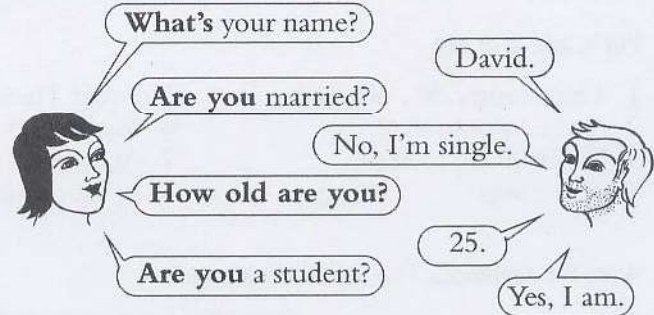 What's your name?
David.
Are you married?
No, I'm single.
How old are you?
25.
Are you a student?
Yes, I am.